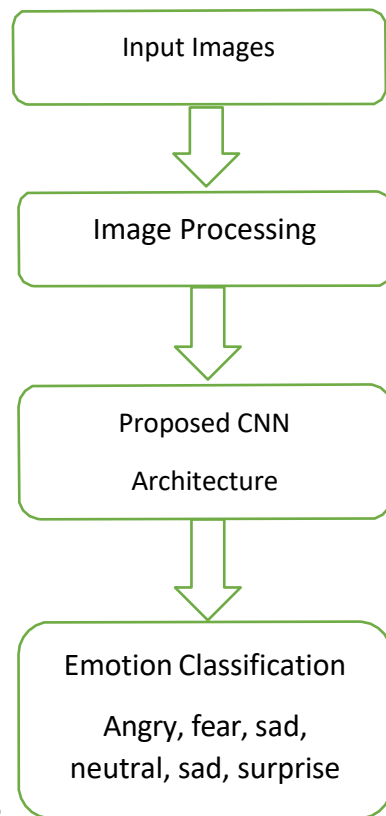 Input Images
Image Processing
Proposed CNN
Architecture
Emotion Classification
Angry, fear, sad,
neutral, sad, surprise